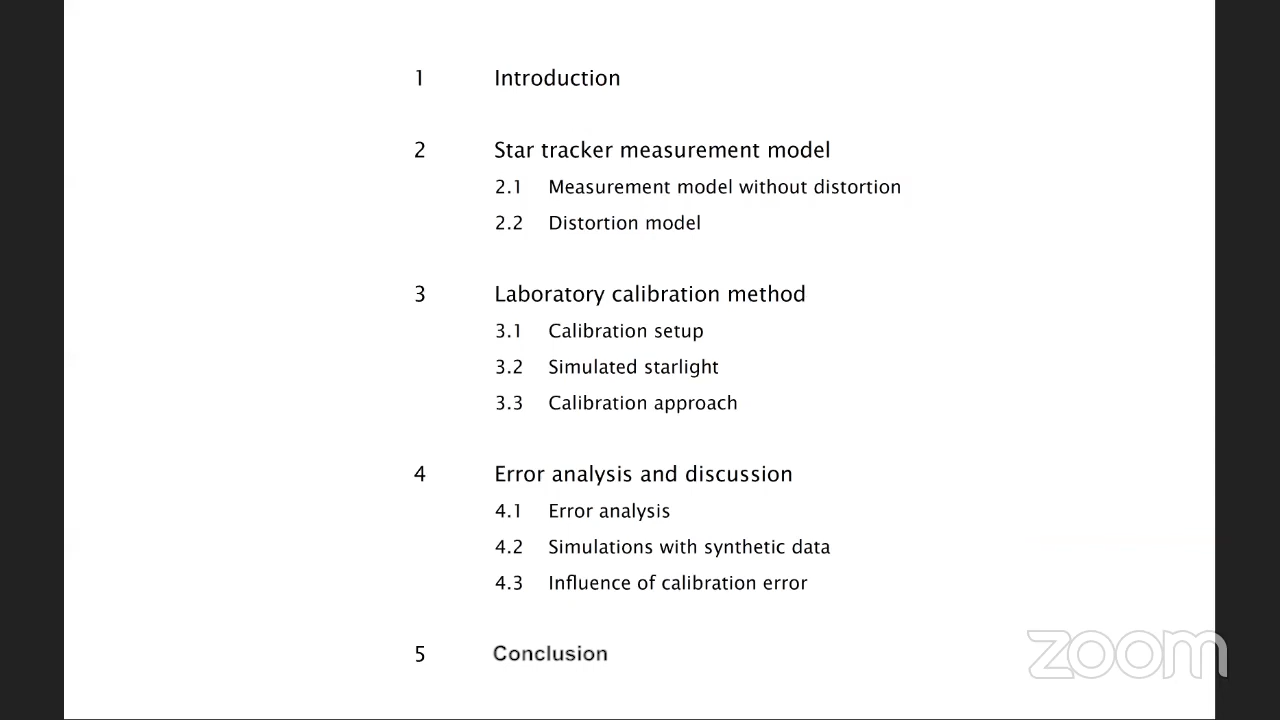 1 Introduction
2 Star tracker measurement model
2.1 Measurement model without distortion
2.2 Distortion model
3 Laboratory calibration method
3.1 Calibration setup
3.2 Simulated starlight
3.3 Calibration approach
4 Error analysis and discussion
4.1 Error analysis
4.2 Simulations with synthetic data
4.3 Influence of calibration error
5 Conclusion
zoom